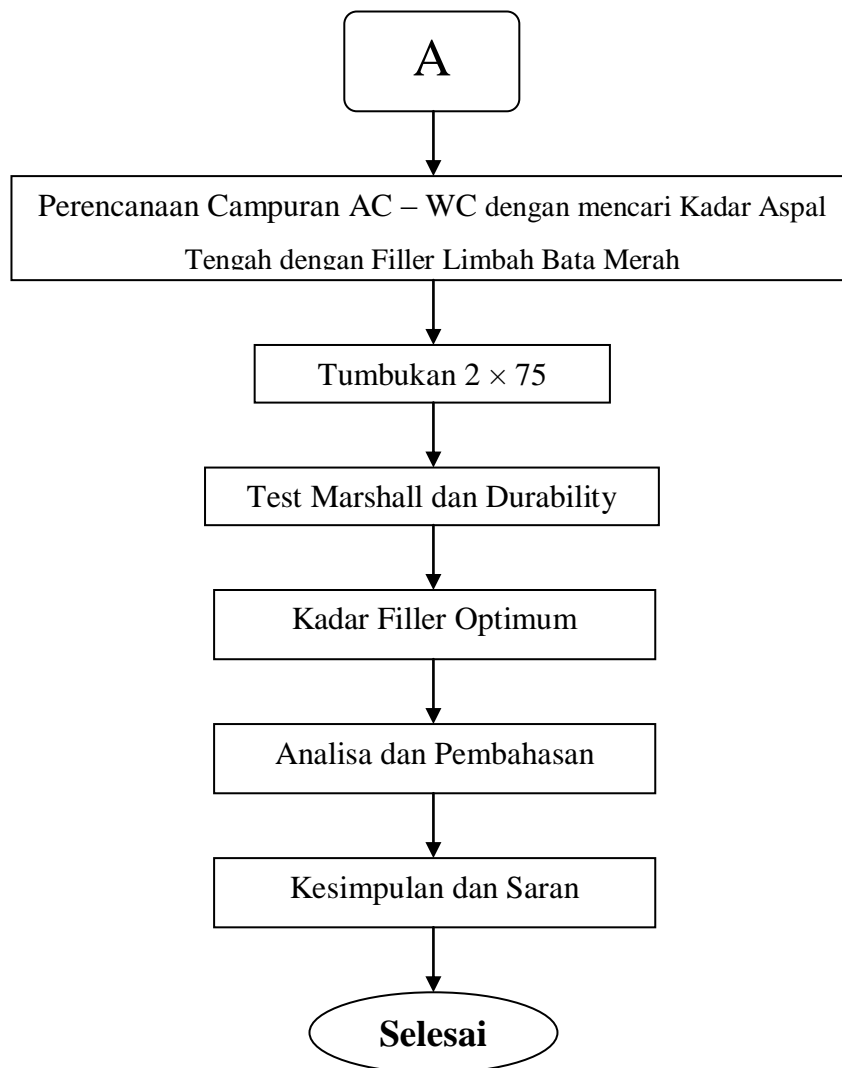 A
Perencanaan Campuran AC – WC dengan mencari Kadar Aspal
Tengah dengan Filler Limbah Bata Merah
Tumbukan 2 × 75
Test Marshall dan Durability
Kadar Filler Optimum
Analisa dan Pembahasan
Kesimpulan dan Saran
Selesai